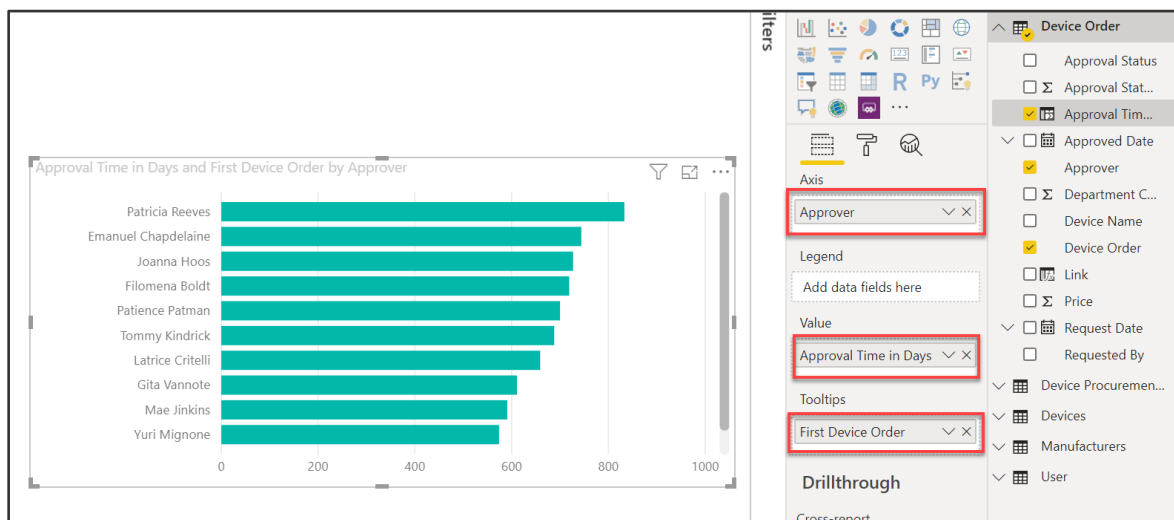 Approval Time in Days and First Device Order by Approver
Patricia Reeves
Emanuel Chapdelaine
Joanna Hoos
Filomena Boldt
Patience Patman
Tommy Kindrick
Latrice Critelli
Gita Vannote
Mae Jinkins
Yuri Mignone
0 200 400 600 800 1000
ilters
123
R Py
...
Axis
Approver
Legend
Add data fields here
Value
Approval Time in Days
Tooltips
First Device Order
Drillthrough
Cross-report
Device Order
Approval Status
Σ Approval Stat...
Approval Tim...
Approved Date
Approver
Σ Department C...
Device Name
Device Order
Link
Σ Price
Request Date
Requested By
Device Procuremen...
Devices
Manufacturers
User